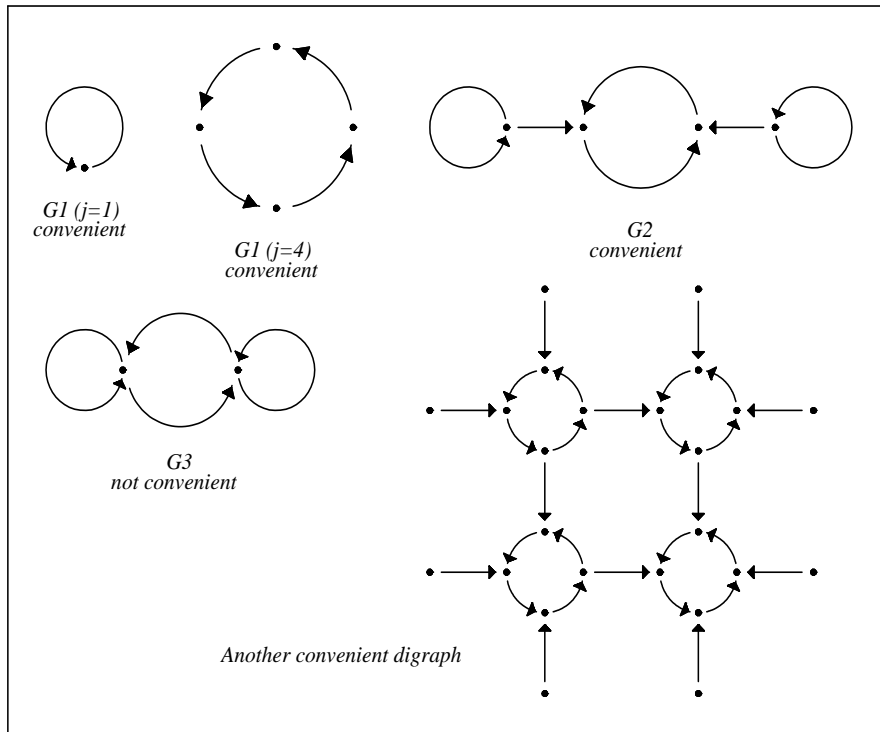 G1 (j=1)
convenient
G1 (j=4)
convenient
G2
convenient
G3
not convenient
Another convenient digraph